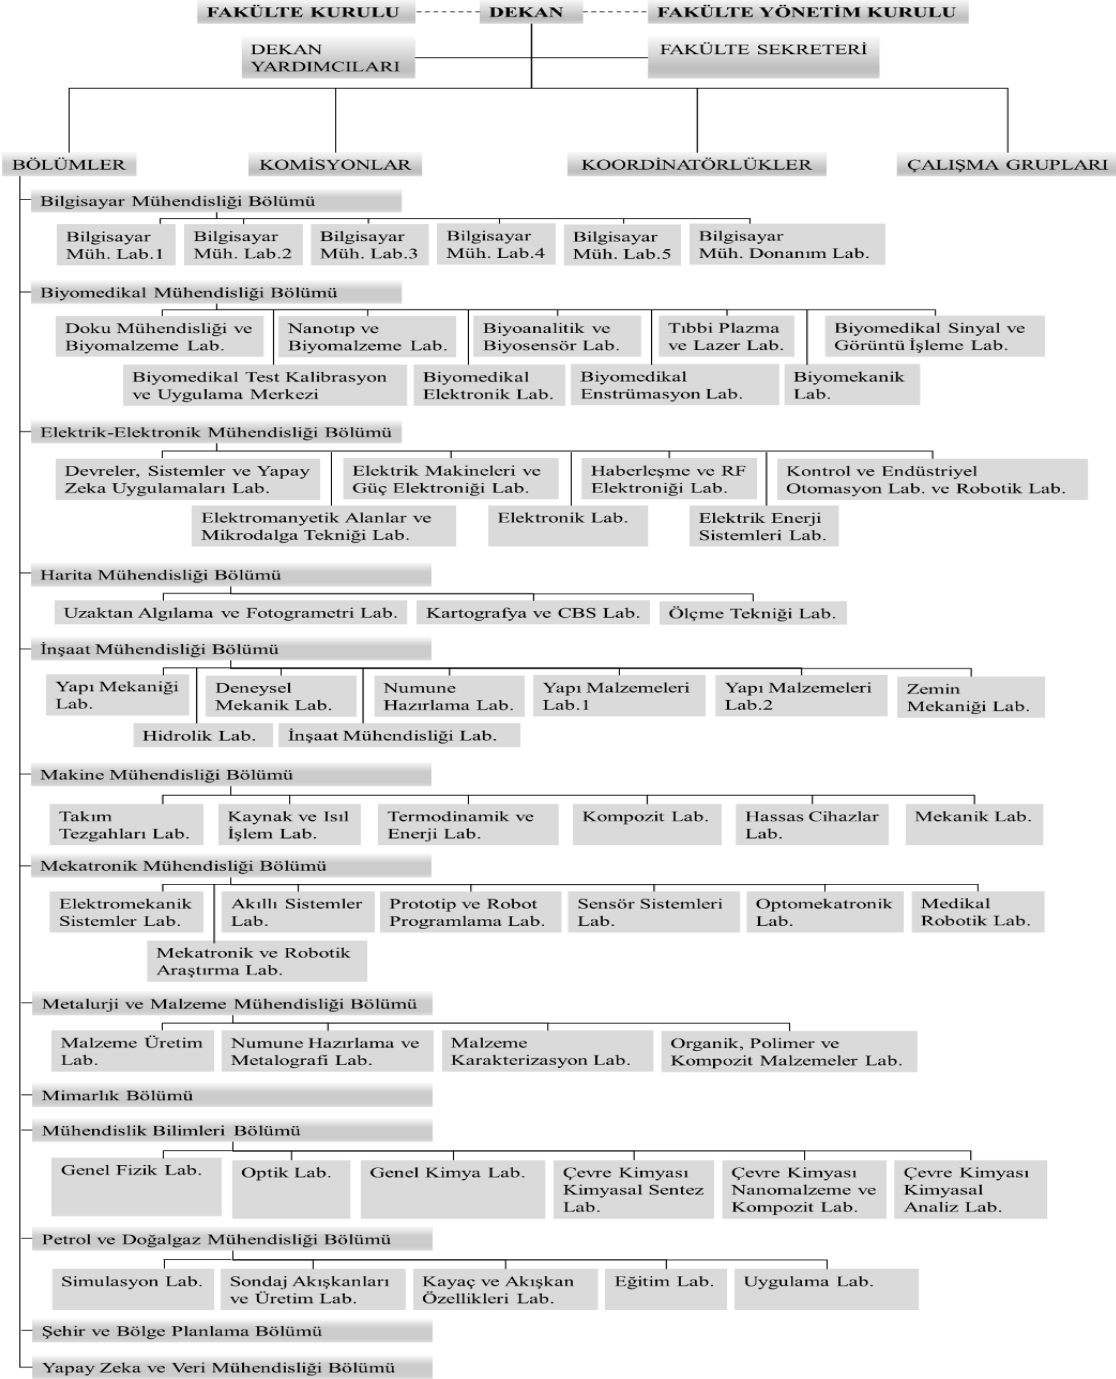 FAKÜLTE KURULU
DEKAN
FAKÜLTE YÖNETİM KURULU
DEKAN
YARDIMCILARI
FAKÜLTE SEKRETERİ
BÖLÜMLER
KOMİSYONLAR
KOORDİNATÖRLÜKLER
ÇALIŞMA GRUPLARI
Bilgisayar Mühendisliği Bölümü
Bilgisayar
Müh. Lab.1
Bilgisayar
Müh. Lab.2
Bilgisayar
Müh. Lab.3
Bilgisayar
Müh. Lab.4
Bilgisayar
Müh. Lab.5
Bilgisayar
Müh. Donanım Lab.
Biyomedikal Mühendisliği Bölümü
Doku Mühendisliği ve
Biyomalzeme Lab.
Nanotıp ve
Biyomalzeme Lab.
Biyoanalitik ve
Biyosensör Lab.
Tıbbi Plazma
ve Lazer Lab.
Biyomedikal Sinyal ve
Görüntü İşleme Lab.
Biyomedikal Test Kalibrasyon
ve Uygulama Merkezi
Biyomedikal
Elektronik Lab.
Biyomedikal
Enstrümasyon Lab.
Biyomekanik
Lab.
Elektrik-Elektronik Mühendisliği Bölümü
Devreler, Sistemler ve Yapay
Zeka Uygulamaları Lab.
Elektrik Makineleri ve
Güç Elektroniği Lab.
Haberleşme ve RF
Elektroniği Lab.
Kontrol ve Endüstriyel
Otomasyon Lab. ve Robotik Lab.
Elektromanyetik Alanlar ve
Mikrodalga Tekniği Lab.
Elektronik Lab.
Elektrik Enerji
Sistemleri Lab.
Harita Mühendisliği Bölümü
Uzaktan Algılama ve Fotogrametri Lab.
Kartografya ve CBS Lab.
Ölçme Tekniği Lab.
İnşaat Mühendisliği Bölümü
Yapı Mekaniği
Lab.
Deneysel
Mekanik Lab.
Numune
Hazırlama Lab.
Yapı Malzemeleri
Lab.1
Yapı Malzemeleri
Lab.2
Zemin
Mekaniği Lab.
Hidrolik Lab.
İnşaat Mühendisliği Lab.
Makine Mühendisliği Bölümü
Takım
Tezgahları Lab.
Kaynak ve Isıl
İşlem Lab.
Termodinamik ve
Enerji Lab.
Kompozit Lab.
Hassas Cihazlar
Lab.
Mekanik Lab.
Mekatronik Mühendisliği Bölümü
Elektromekanik
Sistemler Lab.
Akıllı Sistemler
Lab.
Prototip ve Robot
Programlama Lab.
Sensör Sistemleri
Lab.
Optomekatronik
Lab.
Medikal
Robotik Lab.
Mekatronik ve Robotik
Araştırma Lab.
Metalurji ve Malzeme Mühendisliği Bölümü
Malzeme Üretim
Lab.
Numune Hazırlama ve
Metalografi Lab.
Malzeme
Karakterizasyon Lab.
Organik, Polimer ve
Kompozit Malzemeler Lab.
Mimarlık Bölümü
Mühendislik Bilimleri Bölümü
Genel Fizik Lab.
Optik Lab.
Genel Kimya Lab.
Çevre Kimyası
Kimyasal Sentez
Lab.
Çevre Kimyası
Nanomalzeme ve
Kompozit Lab.
Çevre Kimyası
Kimyasal
Analiz Lab.
Petrol ve Doğalgaz Mühendisliği Bölümü
Simulasyon Lab.
Sondaj Akışkanları
ve Üretim Lab.
Kayaç ve Akışkan
Özellikleri Lab.
Eğitim Lab.
Uygulama Lab.
Şehir ve Bölge Planlama Bölümü
Yapay Zeka ve Veri Mühendisliği Bölümü